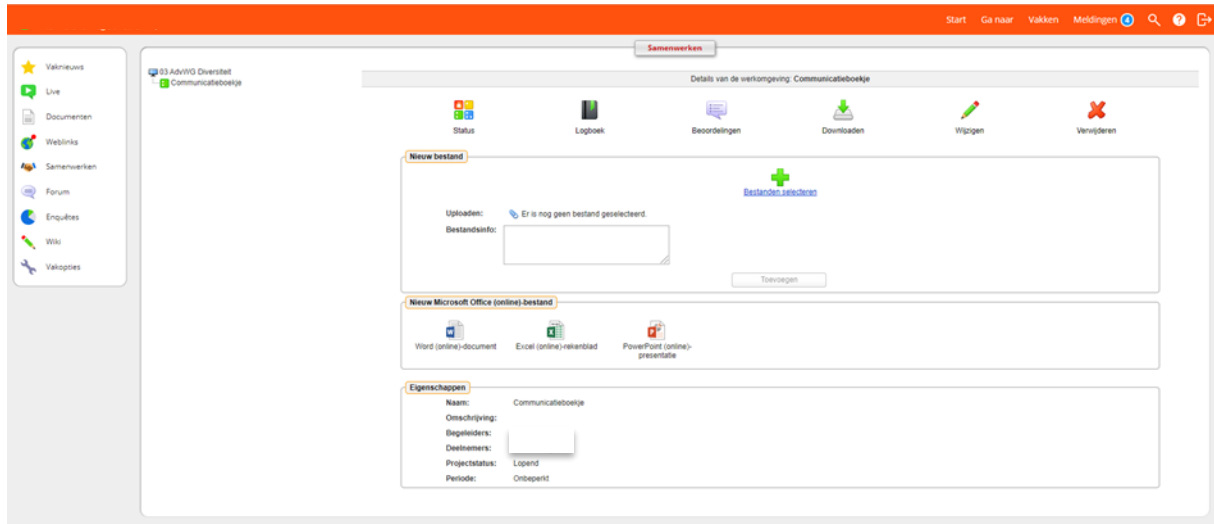 Start Ga naar Vakken Meldingen 4 ?
Samenwerken
Vaknieuws
Live
Documenten
Weblinks
Samenwerken
Forum
Enquêtes
Wiki
Vakopties
03 AdvWG Diversiteit
Communicatieboekje
Details van de werkomgeving: Communicatieboekje
Status Logboek Beoordelingen Downloaden Wijzigen Verwijderen
Nieuw bestand
Bestanden selecteren
Uploaden: Er is nog geen bestand geselecteerd.
Bestandsinfo:
Toevoegen
Nieuw Microsoft Office (online)-bestand
Word (online)-document Excel (online)-rekenblad PowerPoint (online)-
presentatie
Eigenschappen
Naam: Communicatieboekje
Omschrijving:
Begeleiders:
Deelnemers:
Projectstatus: Lopend
Periode: Onbeperkt